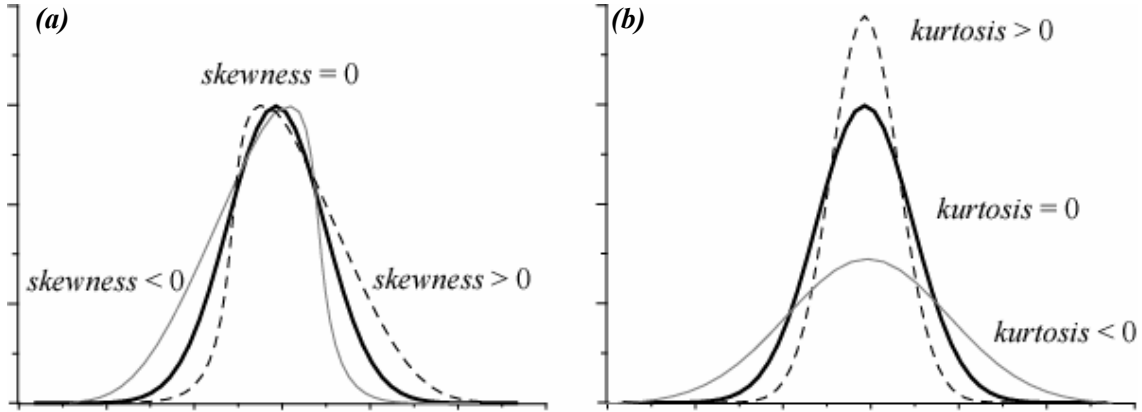 (a)
skewness = 0
skewness < 0
skewness > 0
(b)
kurtosis > 0
kurtosis = 0
kurtosis < 0